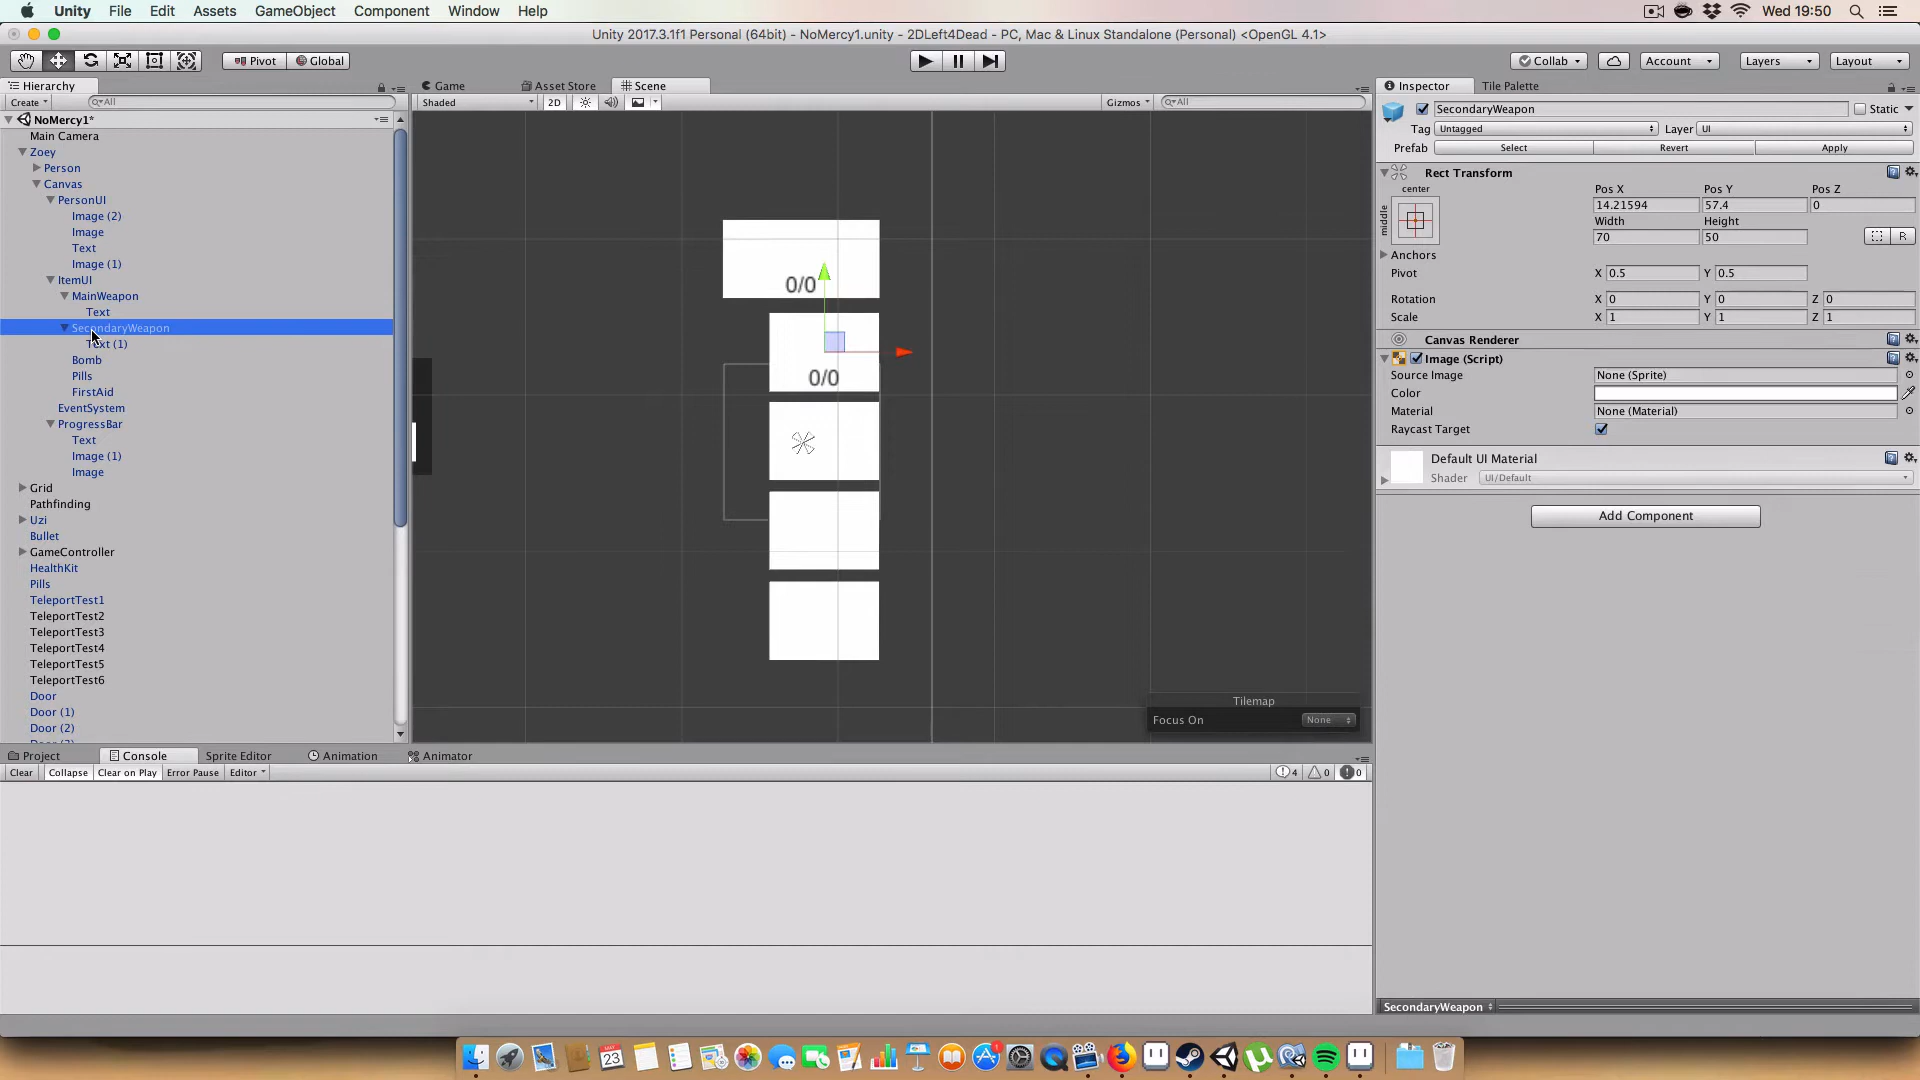 Unity File Edit Assets GameObject Component Window Help Wed 19:50
Unity 2017.3.1f1 Personal (64bit) - NoMercy1.unity - 2DLeft4Dead - PC, Mac & Linux Standalone (Personal) <OpenGL 4.1>
Pivot Global Collab Account Layers Layout
Hierarchy Game Asset Store Scene Inspector Tile Palette
Create All Shaded 2D Gizmos All
NoMercy1*
Main Camera
Zoey
Person
Canvas
PersonUI
Image (2)
Image
Text
Image (1)
ItemUI
MainWeapon
Text
SecondaryWeapon
Text (1)
Bomb
Pills
FirstAid
EventSystem
ProgressBar
Text
Image (1)
Image
Grid
Pathfinding
Uzi
Bullet
GameController
HealthKit
Pills
TeleportTest1
TeleportTest2
TeleportTest3
TeleportTest4
TeleportTest5
TeleportTest6
Door
Door (1)
Door (2)
0/0
0/0
Tilemap
Focus On None
SecondaryWeapon Static
Tag Untagged Layer UI
Prefab Select Revert Apply
Rect Transform
center
middle
Pos X Pos Y Pos Z
14.21594 57.4 0
Width Height
70 50 R
Anchors
Pivot X 0.5 Y 0.5
Rotation X 0 Y 0 Z 0
Scale X 1 Y 1 Z 1
Canvas Renderer
Image (Script)
Source Image None (Sprite)
Color
Material None (Material)
Raycast Target
Default UI Material
Shader UI/Default
Add Component
SecondaryWeapon
Project Console Sprite Editor Animation Animator
Clear Collapse Clear on Play Error Pause Editor 4 0 0
23